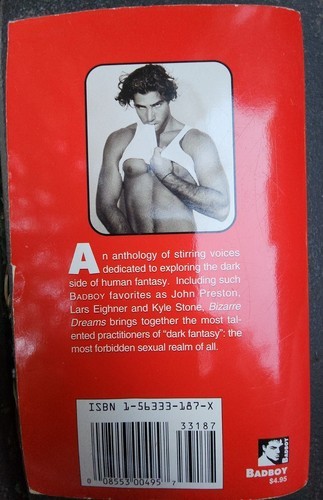 An anthology of stirring voices
dedicated to exploring the dark
side of human fantasy. Including such
BADBOY favorites as John Preston,
Lars Eighner and Kyle Stone, Bizarre
Dreams brings together the most tal-
ented practitioners of "dark fantasy": the
most forbidden sexual realm of all.
ISBN 1-56333-187-X
33187
0 08553 00495 7
BADBOY
BADBOY
$4.95